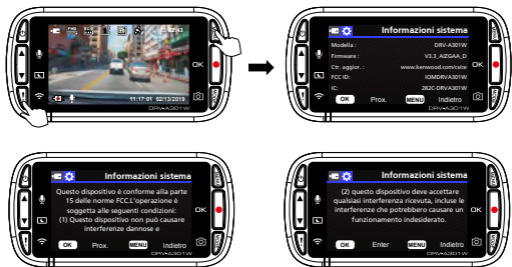 OK
11:17:01 02/13/2019
DRV-A301W
Informazioni sistema
Modella : DRV-A301W
Firmware : V3.3_AIZGAA_D
Ctr. aggior. : www.kenwood.com/cs/ce
FCC ID: IOMDRVA301W
IC: 282C-DRVA301W
OK Prox. MENU Indietro
OK
DRV-A301W
Informazioni sistema
Questo dispositivo è conforme alla parte
15 delle norme FCC.L'operazione è
soggetta alle seguenti condizioni:
(1) Questo dispositivo non può causare
interferenze dannose e
OK Prox. MENU Indietro
OK
DRV-A301W
Informazioni sistema
(2) questo dispositivo deve accettare
qualsiasi interferenza ricevuta, incluse le
interferenze che potrebbero causare un
funzionamento indesiderato.
OK Enter MENU Indietro
OK
DRV-A301W